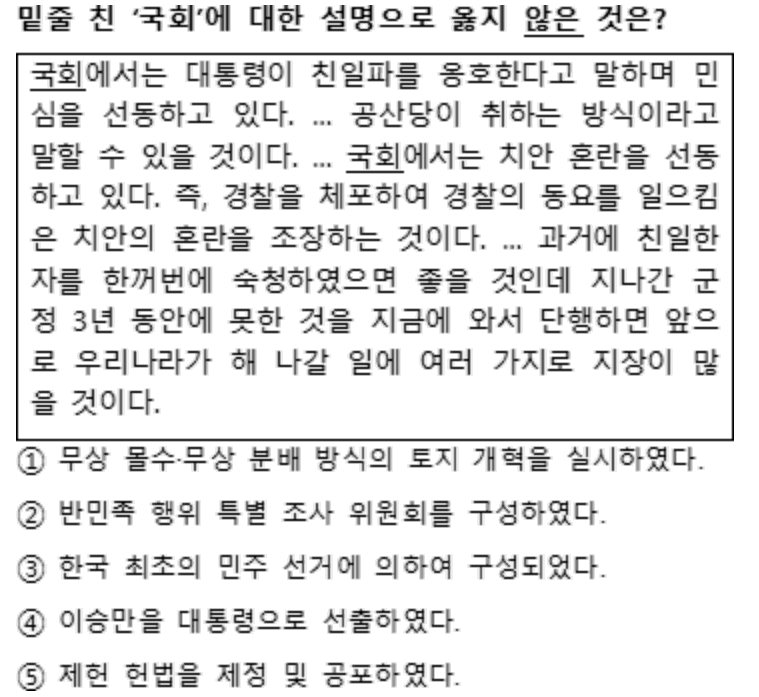 밑줄 친 '국회'에 대한 설명으로 옳지 않은 것은?
국회에서는 대통령이 친일파를 옹호한다고 말하며 민
심을 선동하고 있다. ... 공산당이 취하는 방식이라고
말할 수 있을 것이다. ... 국회에서는 치안 혼란을 선동
하고 있다. 즉, 경찰을 체포하여 경찰의 동요를 일으킴
은 치안의 혼란을 조장하는 것이다. ... 과거에 친일한
자를 한꺼번에 숙청하였으면 좋을 것인데 지나간 군
정 3년 동안에 못한 것을 지금에 와서 단행하면 앞으
로 우리나라가 해 나갈 일에 여러 가지로 지장이 많
을 것이다.
① 무상 몰수·무상 분배 방식의 토지 개혁을 실시하였다.
② 반민족 행위 특별 조사 위원회를 구성하였다.
③ 한국 최초의 민주 선거에 의하여 구성되었다.
④ 이승만을 대통령으로 선출하였다.
⑤ 제헌 헌법을 제정 및 공포하였다.